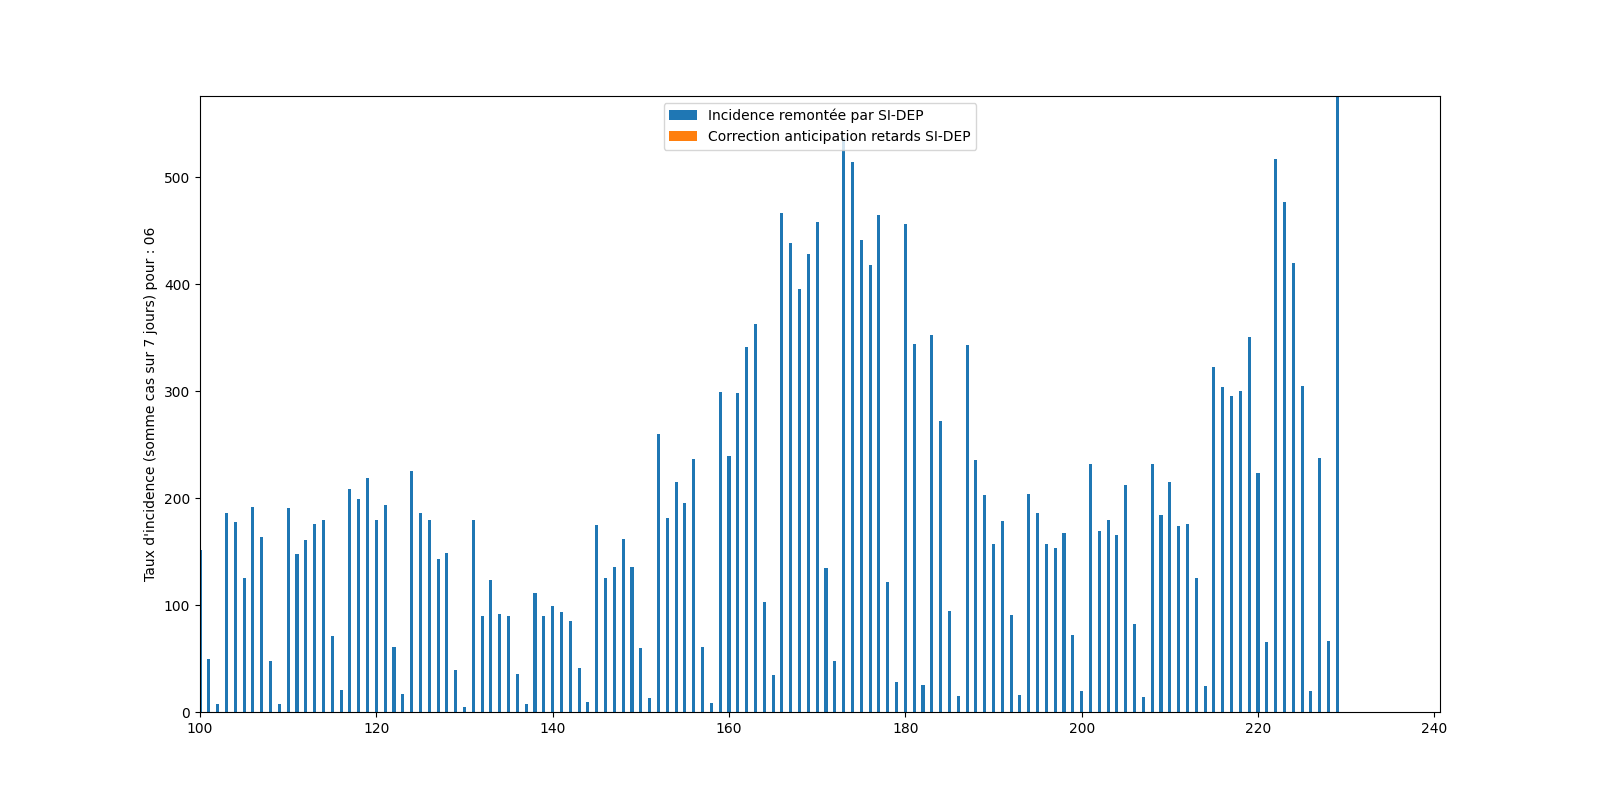 Incidence remontée par SI-DEP
Correction anticipation retards SI-DEP
Taux d'incidence (somme cas sur 7 jours) pour : 06
500
400
300
200
100
0
100 120 140 160 180 200 220 240